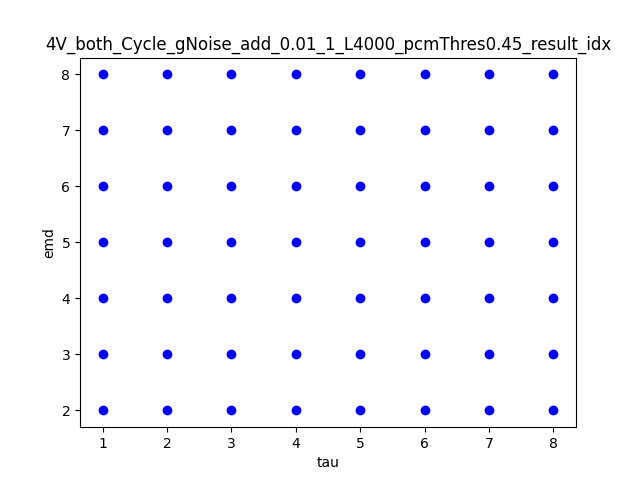 4V_both_Cycle_gNoise_add_0.01_1_L4000_pcmThres0.45_result_idx
8
7
6
5
4
3
2
emd
1 2 3 4 5 6 7 8
tau